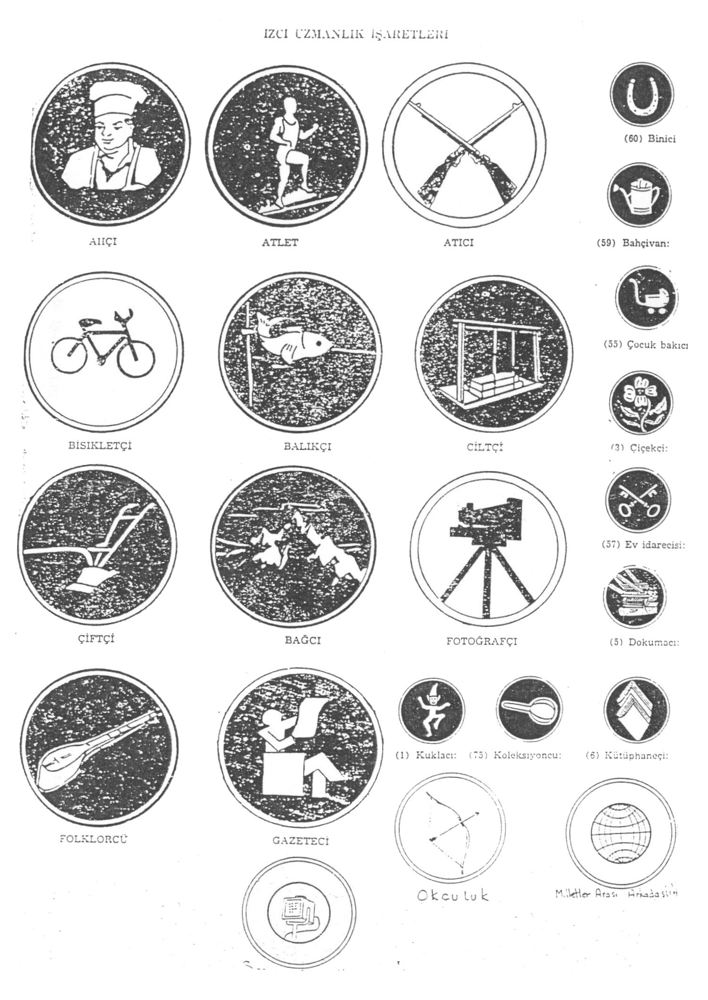 İZCİ UZMANLIK İŞARETLERİ
(60) Binici
AHÇI
ATLET
ATICI
(59) Bahçivan:
(55) Çocuk bakıcı
BİSİKLETÇİ
BALIKÇI
CİLTÇİ
(3) Çiçekçi:
(57) Ev idarecisi:
ÇİFTÇİ
BAĞCI
FOTOĞRAFÇI
(5) Dokumacı:
(1) Kuklacı:
(75) Koleksiyoncu:
(6) Kütüphaneçi:
FOLKLORCÜ
GAZETECİ
Okculuk
Milletler Arası Arkadaşlık